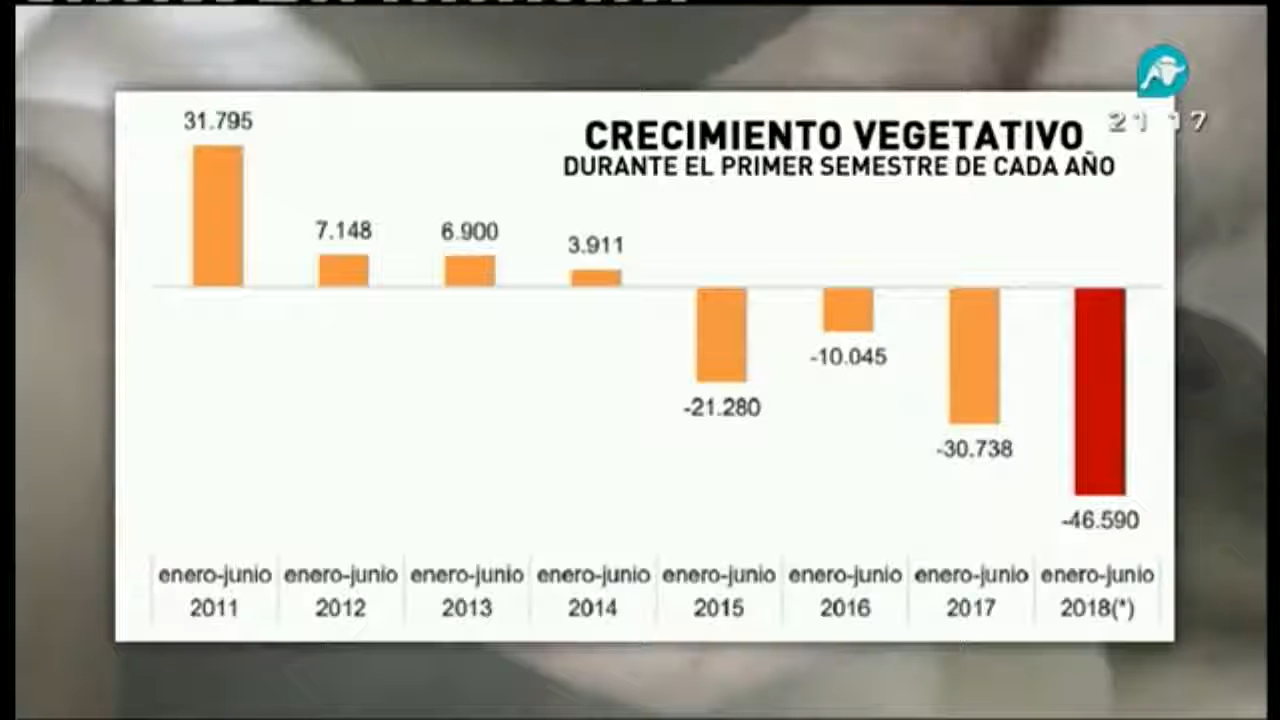 CRECIMIENTO VEGETATIVO
DURANTE EL PRIMER SEMESTRE DE CADA AÑO
21 17
31.795
7.148
6.900
3.911
-21.280
-10.045
-30.738
-46.590
enero-junio 2011
enero-junio 2012
enero-junio 2013
enero-junio 2014
enero-junio 2015
enero-junio 2016
enero-junio 2017
enero-junio 2018(*)